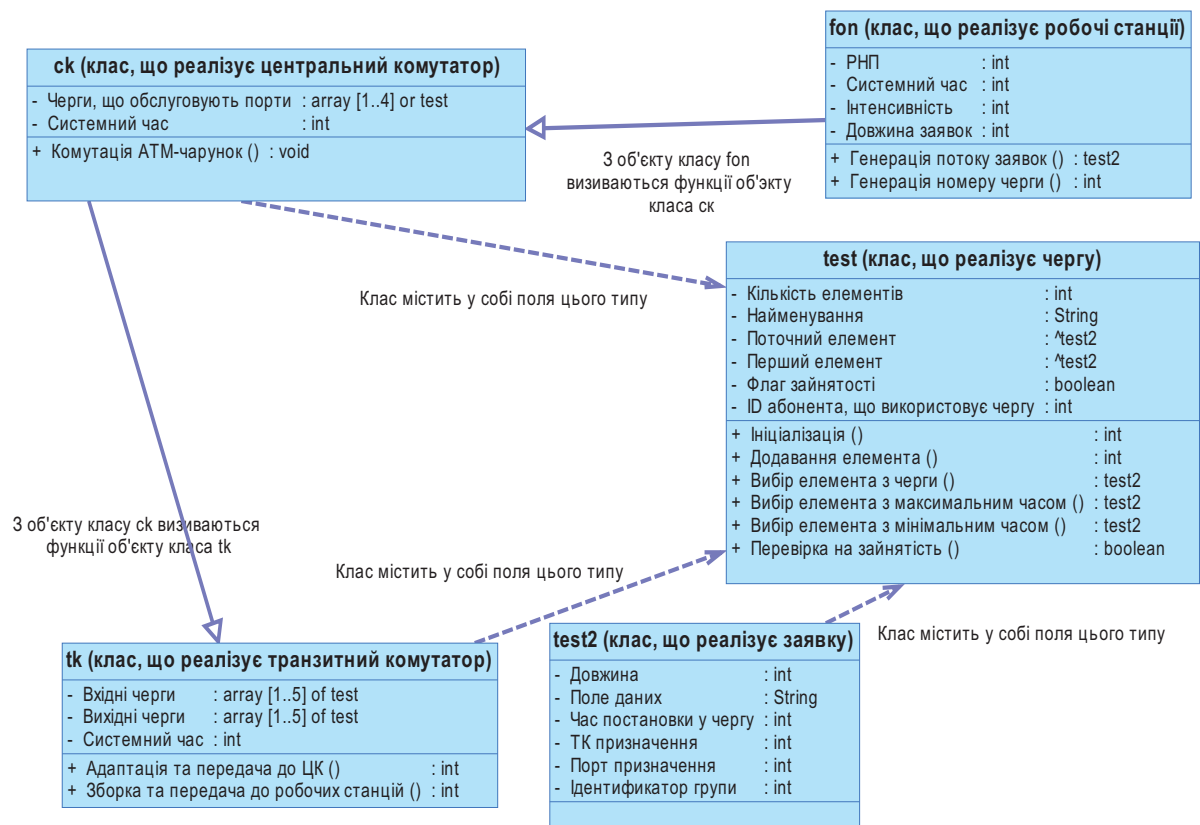 fon (клас, що реалізує робочі станції)
- РНП : int
- Системний час : int
- Інтенсивність : int
- Довжина заявок : int
+ Генерація потоку заявок () : test2
+ Генерація номеру черги () : int
ck (клас, що реалізує центральний комутатор)
- Черги, що обслуговують порти : array [1..4] or test
- Системний час : int
+ Комутація АТМ-чарунок () : void
З об'єкту класу fon
визиваються функції об'экту
класа ск
test (клас, що реалізує чергу)
- Кількість елементів : int
- Найменування : String
- Поточний елемент : ^test2
- Перший елемент : ^test2
- Флаг зайнятості : boolean
- ID абонента, що використовує чергу : int
+ Ініціалізація () : int
+ Додавання елемента () : int
+ Вибір елемента з черги () : test2
+ Вибір елемента з максимальним часом () : test2
+ Вибір елемента з мінімальним часом () : test2
+ Перевірка на зайнятість () : boolean
Клас містить у собі поля цього типу
З об'єкту класу ck визиваються
функції об'єкту класа tk
Клас містить у собі поля цього типу
Клас містить у собі поля цього типу
tk (клас, що реалізує транзитний комутатор)
- Вхідні черги : array [1..5] of test
- Вихідні черги : array [1..5] of test
- Системний час : int
+ Адаптація та передача до ЦК () : int
+ Зборка та передача до робочих станцій () : int
test2 (клас, що реалізує заявку)
- Довжина : int
- Поле даних : String
- Час постановки у чергу : int
- ТК призначення : int
- Порт призначення : int
- Ідентификатор групи : int